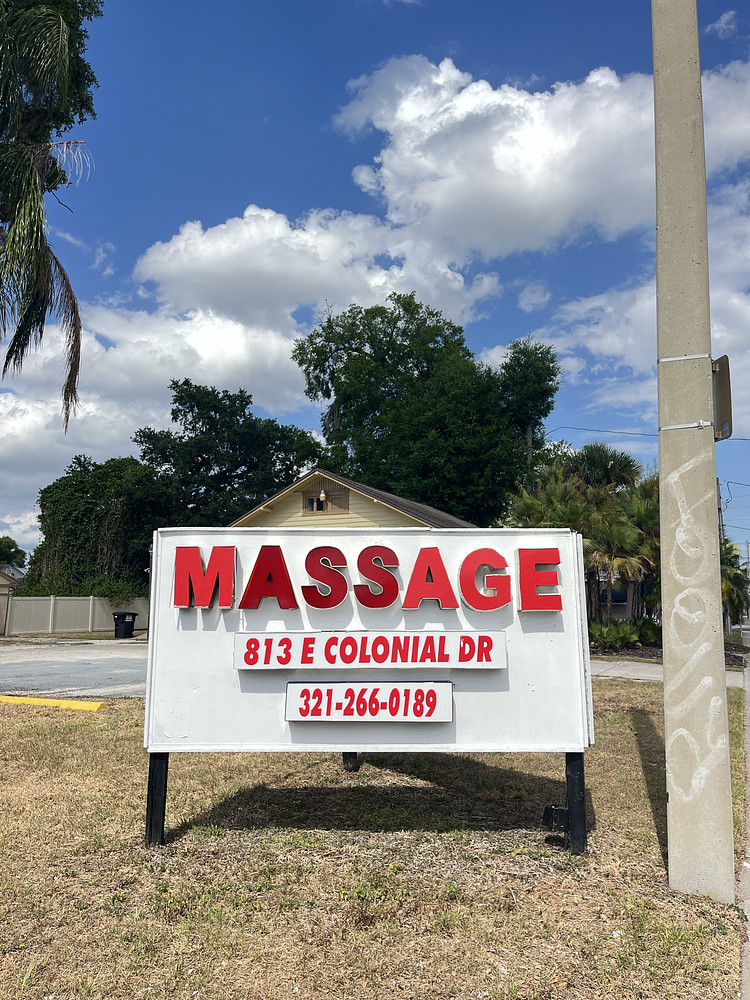 MASSAGE
813 E COLONIAL DR
321-266-0189